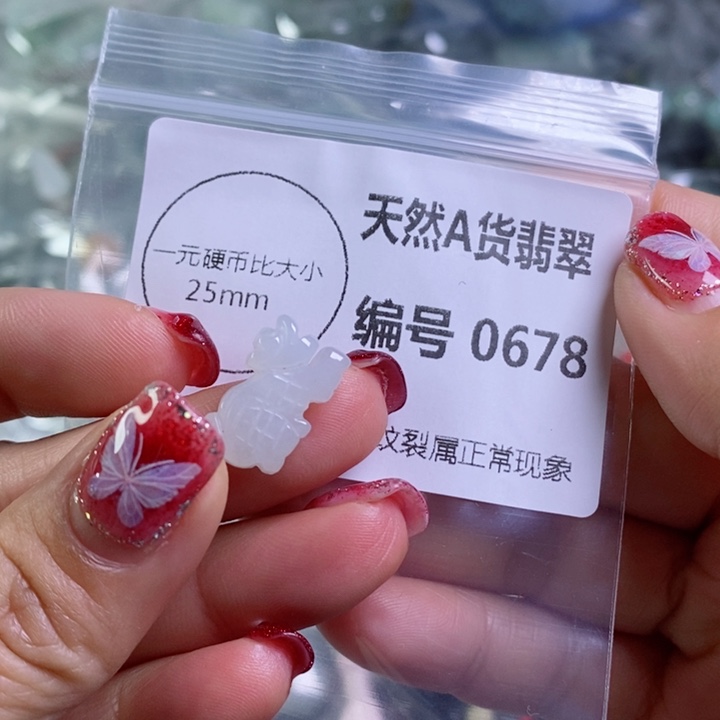 一元硬币比大小
25mm
天然A货翡翠
编号 0678
纹裂属正常现象